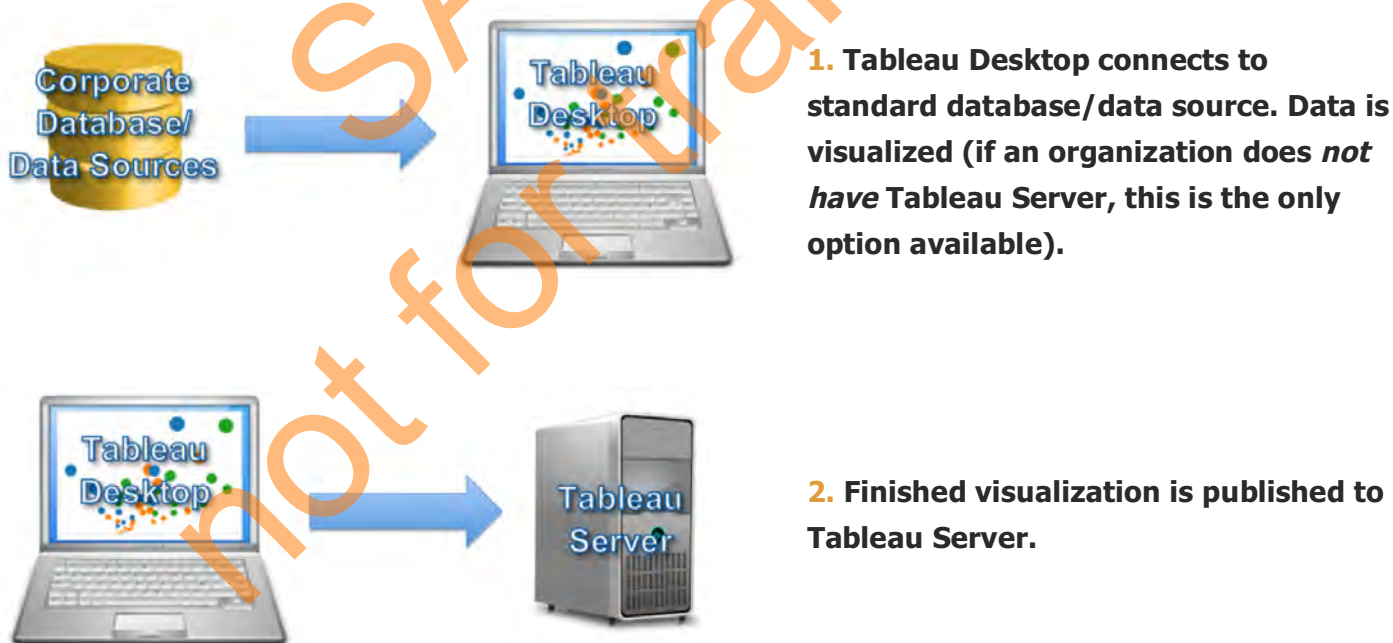 Corporate
Database/
Data Sources
Tableau
Desktop
1. Tableau Desktop connects to
standard database/data source. Data is
visualized (if an organization does not
have Tableau Server, this is the only
option available).
Tableau
Desktop
Tableau
Server
2. Finished visualization is published to
Tableau Server.
not for